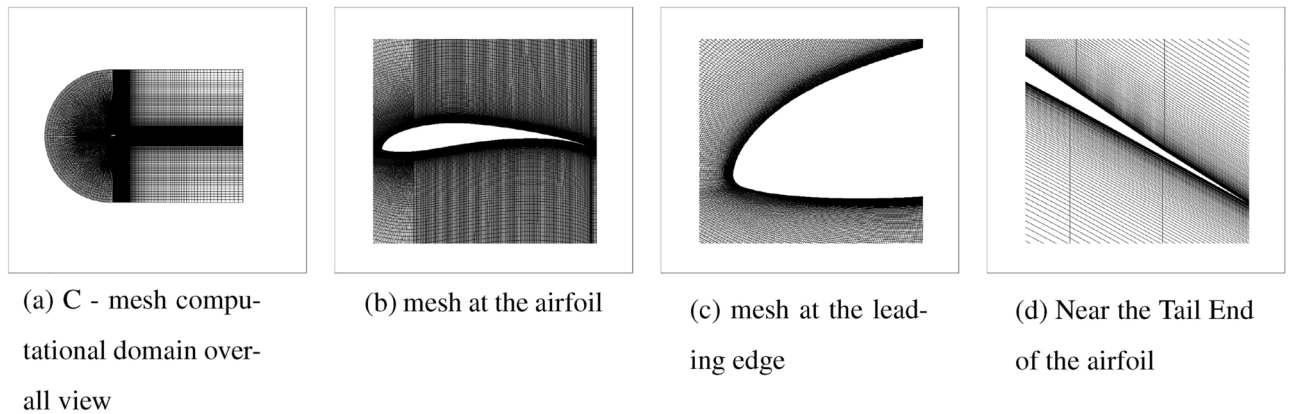 (a) C - mesh compu-
tational domain over-
all view
(b) mesh at the airfoil
(c) mesh at the lead-
ing edge
(d) Near the Tail End
of the airfoil